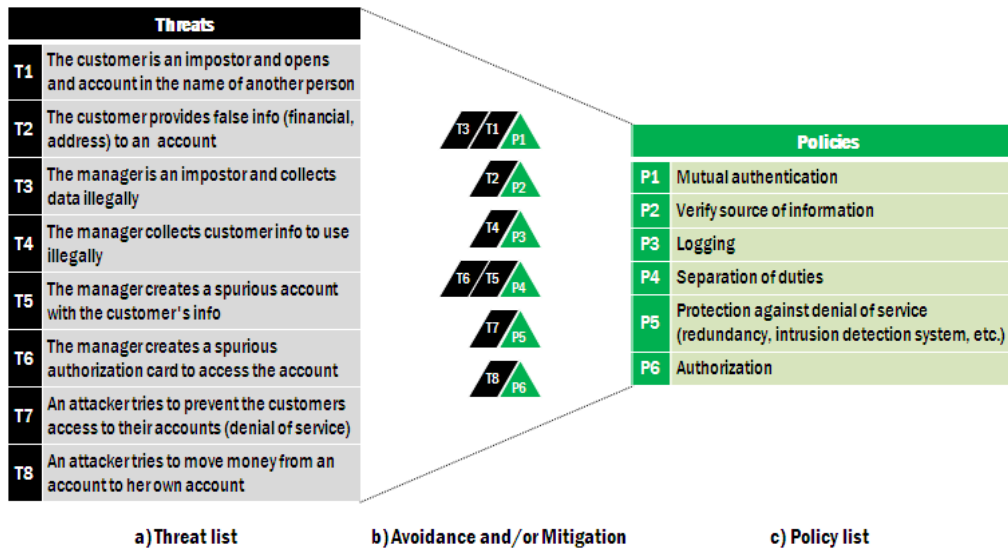 Threats
T1
The customer is an impostor and opens
and account in the name of another person
T2
The customer provides false info (financial,
address) to an account
T3
The manager is an impostor and collects
data illegally
T4
The manager collects customer info to use
illegally
T5
The manager creates a spurious account
with the customer's info
T6
The manager creates a spurious
authorization card to access the account
T7
An attacker tries to prevent the customers
access to their accounts (denial of service)
T8
An attacker tries to move money from an
account to her own account
a) Threat list
T3 T1 P1
T2 P2
T4 P3
T6 T5 P4
T7 P5
T8 P6
b) Avoidance and/or Mitigation
Policies
P1 Mutual authentication
P2 Verify source of information
P3 Logging
P4 Separation of duties
P5
Protection against denial of service
(redundancy, intrusion detection system, etc.)
P6 Authorization
c) Policy list